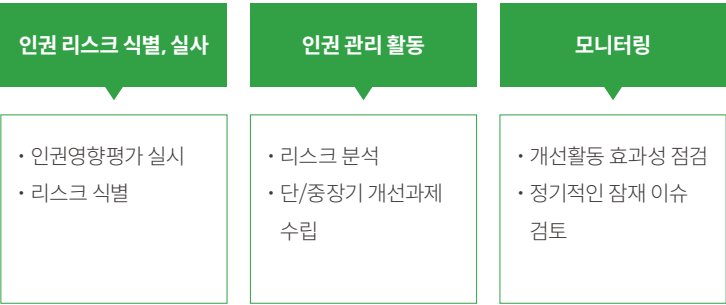 인권 리스크 식별, 실사
· 인권영향평가 실시
· 리스크 식별
인권 관리 활동
· 리스크 분석
· 단/중장기 개선과제
수립
모니터링
· 개선활동 효과성 점검
· 정기적인 잠재 이슈
검토